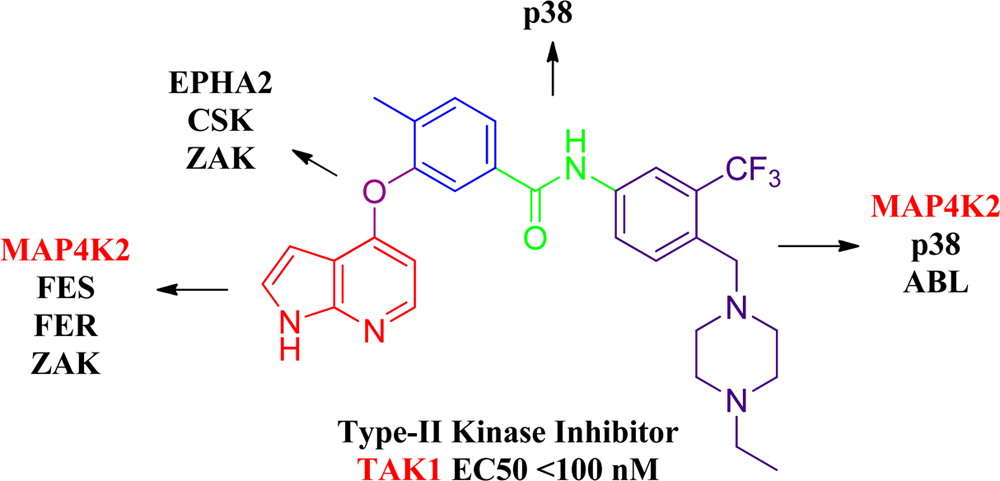 p38
EPHA2
CSK
ZAK
H
N
CF3
O
O
MAP4K2
p38
ABL
MAP4K2
FES
FER
ZAK
N
H
N
N
N
Type-II Kinase Inhibitor
TAK1 EC50 <100 nM